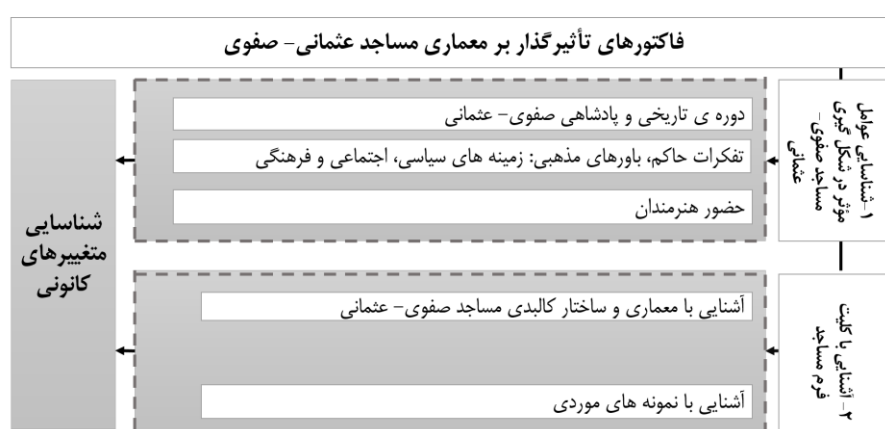 فاکتورهای تأثیرگذار بر معماری مساجد عثمانی- صفوی
۱-شناسایی عوامل
مؤثر در شکل گیری
مساجد صفوی-
عثمانی
دوره ی تاریخی و پادشاهی صفوی- عثمانی
تفکرات حاکم، باورهای مذهبی: زمینه های سیاسی، اجتماعی و فرهنگی
حضور هنرمندان
۲- آشنایی با کلیت
فرم مساجد
آشنایی با معماری و ساختار کالبدی مساجد صفوی- عثمانی
آشنایی با نمونه های موردی
شناسایی
متغییرهای
کانونی